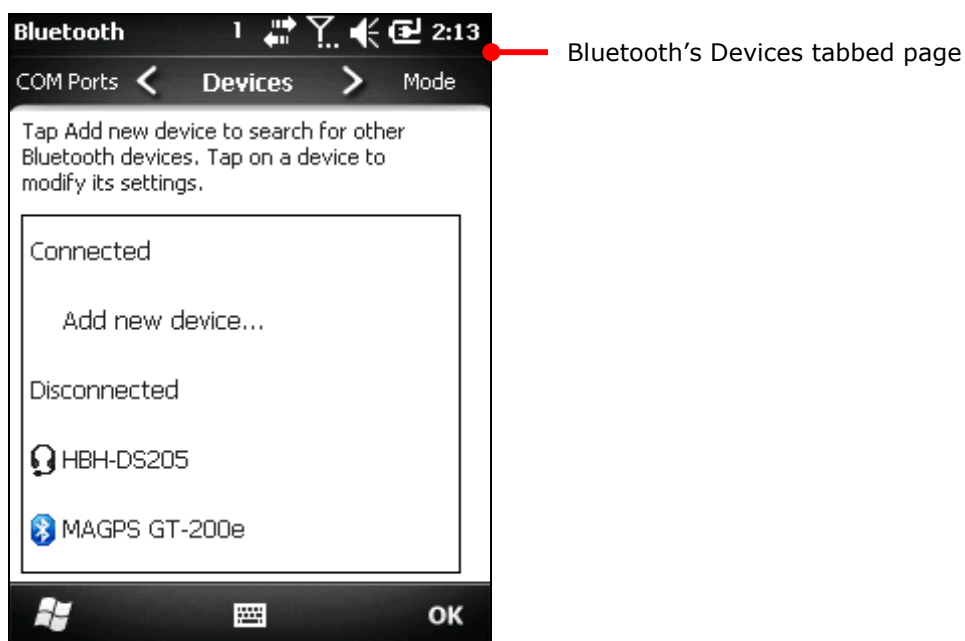 Bluetooth 1 2:13
Bluetooth’s Devices tabbed page
COM Ports < Devices > Mode
Tap Add new device to search for other
Bluetooth devices. Tap on a device to
modify its settings.
Connected
Add new device...
Disconnected
HBH-DS205
MAGPS GT-200e
OK